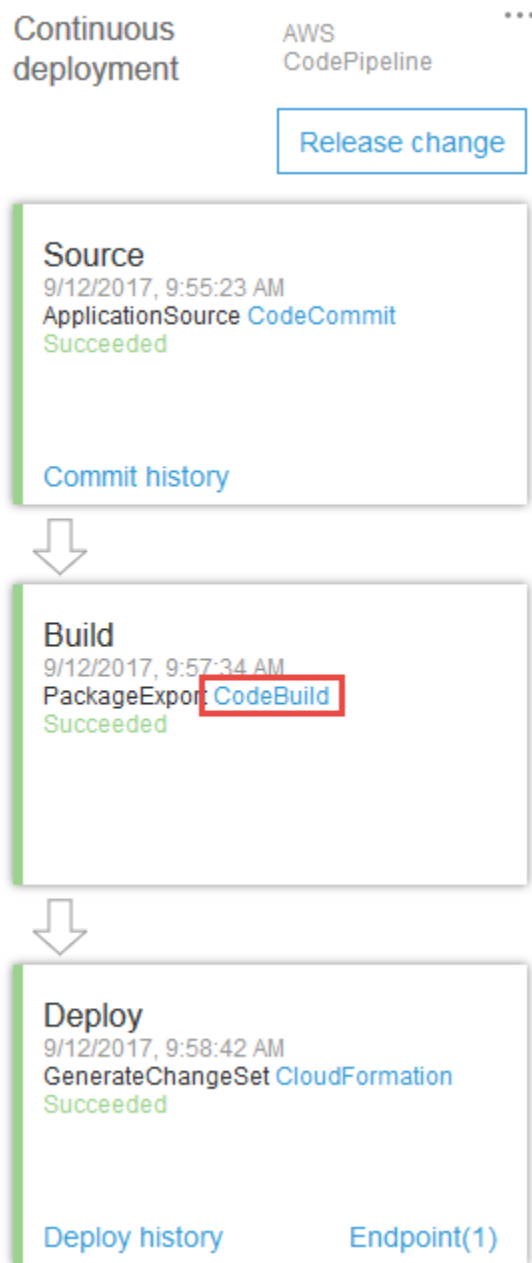 Continuous
deployment
AWS
CodePipeline
Release change
Source
9/12/2017, 9:55:23 AM
ApplicationSource CodeCommit
Succeeded
Commit history
Build
9/12/2017, 9:57:34 AM
PackageExport CodeBuild
Succeeded
Deploy
9/12/2017, 9:58:42 AM
GenerateChangeSet CloudFormation
Succeeded
Deploy history Endpoint(1)